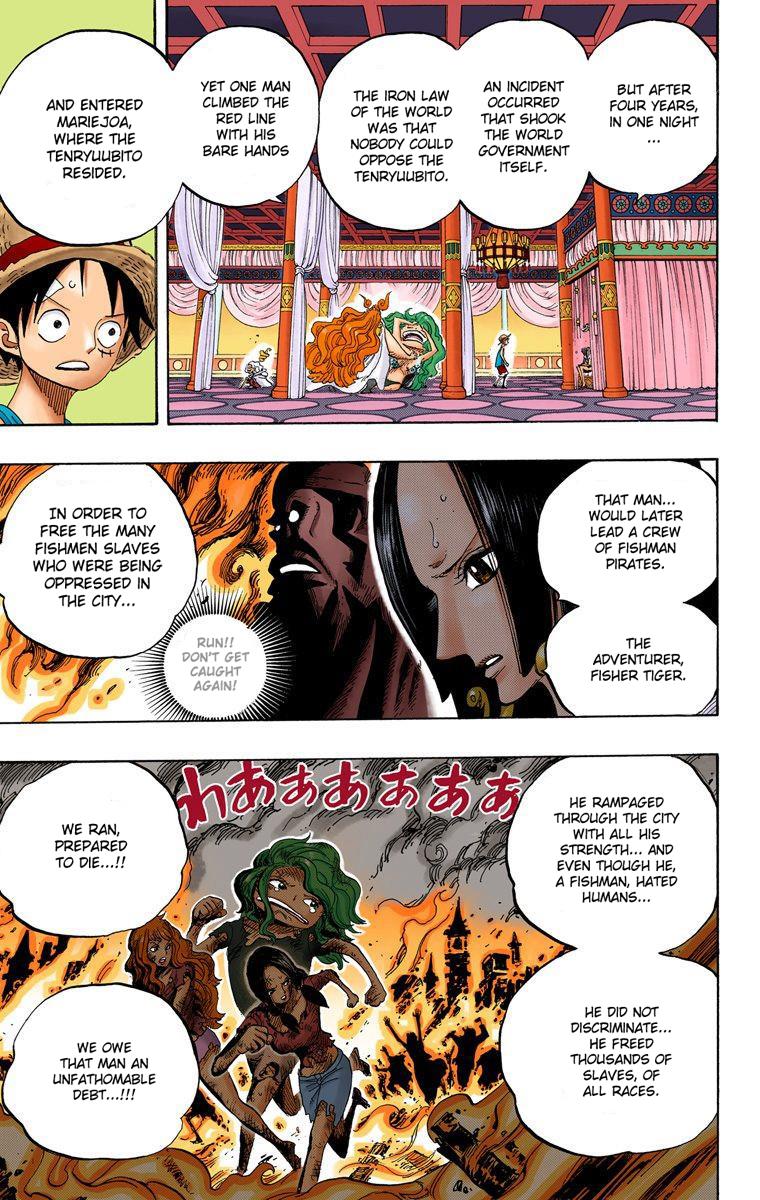 BUT AFTER
FOUR YEARS,
IN ONE NIGHT
...
AN INCIDENT
OCCURRED
THAT SHOOK
THE WORLD
GOVERNMENT
ITSELF.
THE IRON LAW
OF THE WORLD
WAS THAT
NOBODY COULD
OPPOSE THE
TENRYUUBITO.
YET ONE MAN
CLIMBED THE
RED LINE
WITH HIS
BARE HANDS
AND ENTERED
MARIEJOA,
WHERE THE
TENRYUUBITO
RESIDED.
THAT MAN...
WOULD LATER
LEAD A CREW
OF FISHMAN
PIRATES.
THE
ADVENTURER,
FISHER TIGER.
IN ORDER TO
FREE THE MANY
FISHMEN SLAVES
WHO WERE BEING
OPPRESSED IN
THE CITY...
RUN!!
DON'T GET
CAUGHT
AGAIN!
HE RAMPAGED
THROUGH THE CITY
WITH ALL HIS
STRENGTH... AND
EVEN THOUGH HE,
A FISHMAN, HATED
HUMANS...
HE DID NOT
DISCRIMINATE...
HE FREED
THOUSANDS OF
SLAVES, OF
ALL RACES.
わあぁぁぁぁぁ
WE RAN,
PREPARED
TO DIE...!!
WE OWE
THAT MAN AN
UNFATHOMABLE
DEBT...!!!